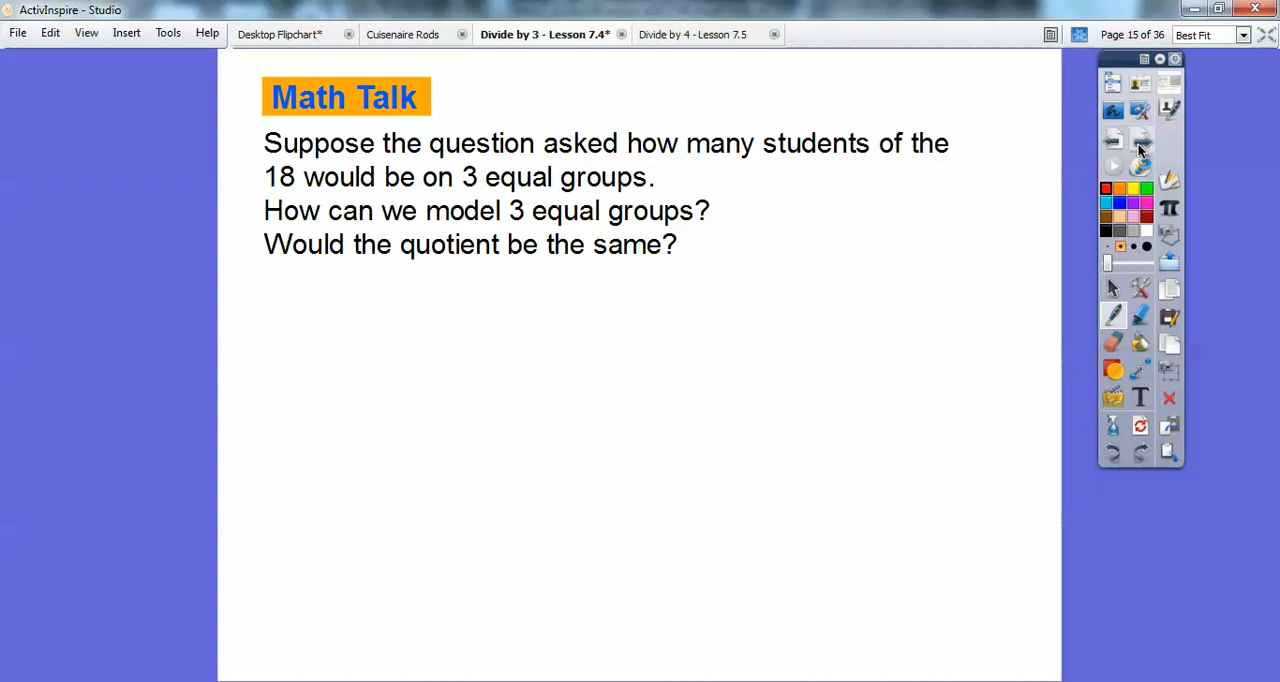 ActivInspire - Studio
File Edit View Insert Tools Help
Desktop Flipchart* Cuisenaire Rods Divide by 3 - Lesson 7.4* Divide by 4 - Lesson 7.5
Page 15 of 36 Best Fit
Math Talk
Suppose the question asked how many students of the
18 would be on 3 equal groups.
How can we model 3 equal groups?
Would the quotient be the same?